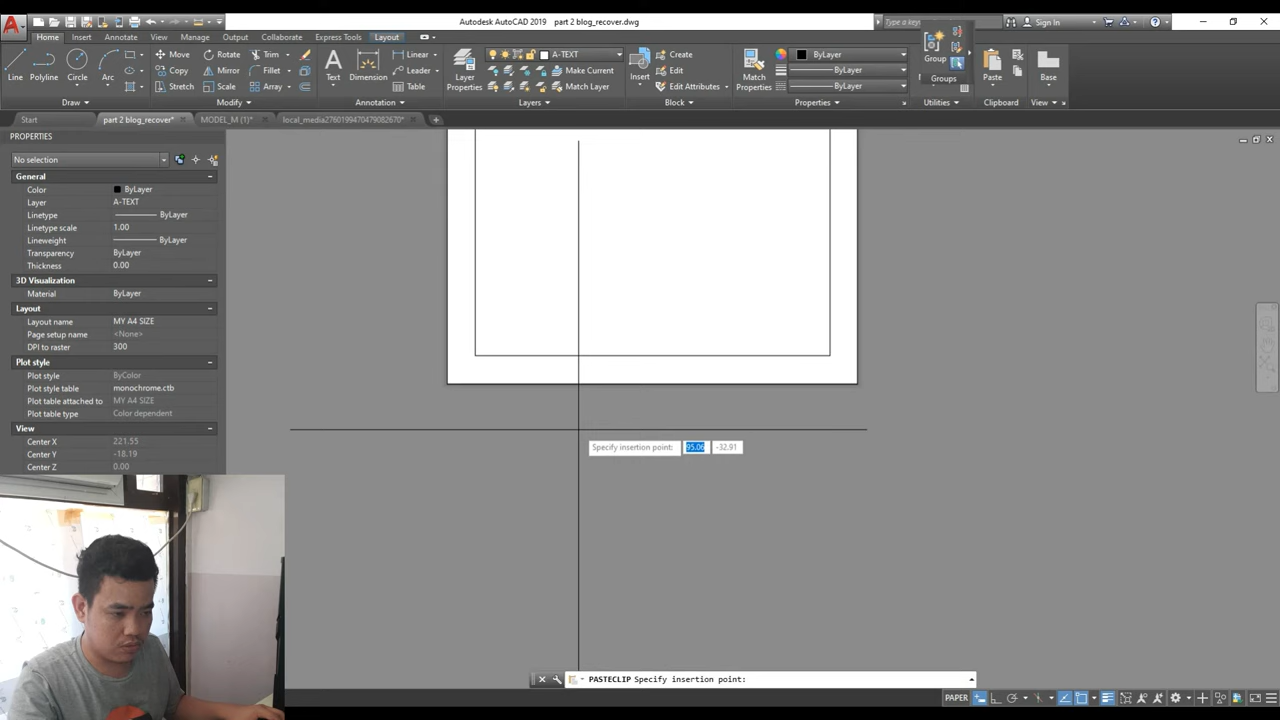 Autodesk AutoCAD 2019   part 2 blog_recover.dwg
Type a ke
Sign In
Home Insert Annotate View Manage Output Collaborate Express Tools Layout
Line Polyline Circle Arc
Draw
Move Rotate Trim
Copy Mirror Fillet
Stretch Scale Array
Modify
Text Dimension
Linear
Leader
Table
Annotation
Layer Properties
A-TEXT
Make Current
Match Layer
Layers
Insert
Create
Edit
Edit Attributes
Block
Match Properties
ByLayer
ByLayer
ByLayer
Properties
Group
Groups
Utilities
Paste
Clipboard
Base
View
Start
part 2 blog_recover*
MODEL_M (1)*
local_media2760199470479082670*
PROPERTIES
No selection
General
Color ByLayer
Layer A-TEXT
Linetype ByLayer
Linetype scale 1.00
Lineweight ByLayer
Transparency ByLayer
Thickness 0.00
3D Visualization
Material ByLayer
Layout
Layout name MY A4 SIZE
Page setup name <None>
DPI to raster 300
Plot style
Plot style ByColor
Plot style table monochrome.ctb
Plot table attached to MY A4 SIZE
Plot table type Color dependent
View
Center X 221.55
Center Y -18.19
Center Z 0.00
Specify insertion point: 95.06 -32.91
PASTECLIP Specify insertion point:
PAPER